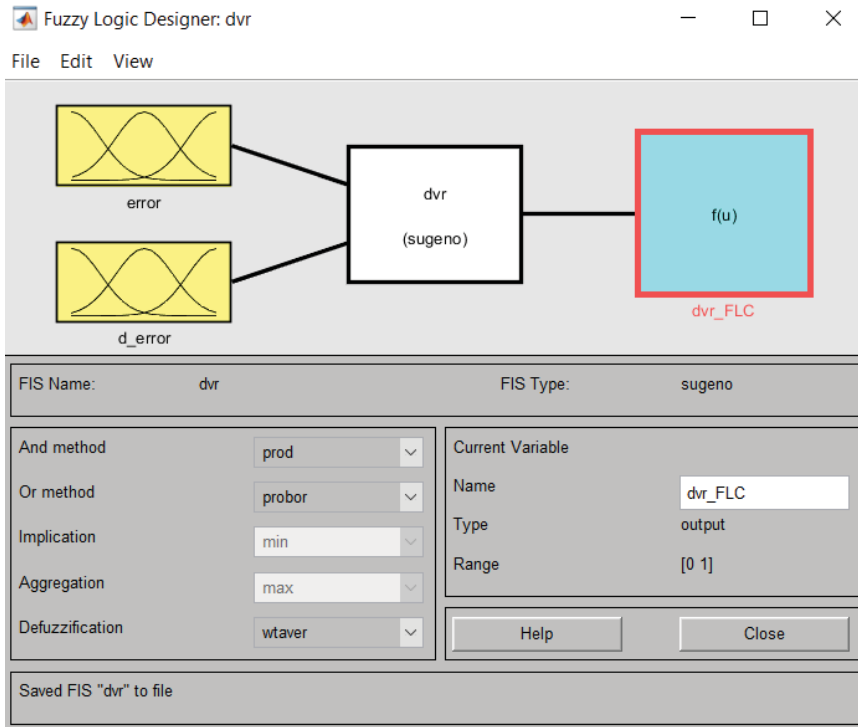 Fuzzy Logic Designer: dvr
File Edit View
error
d_error
dvr
(sugeno)
f(u)
dvr_FLC
FIS Name: dvr
FIS Type: sugeno
And method prod
Or method probor
Implication min
Aggregation max
Defuzzification wtaver
Current Variable
Name dvr_FLC
Type output
Range [0 1]
Help Close
Saved FIS "dvr" to file